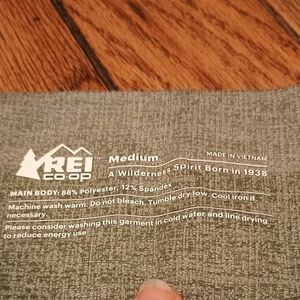 REI
CO·OP
Medium
MADE IN VIETNAM
A Wilderness Spirit Born in 1938
MAIN BODY: 88% Polyester, 12% Spandex
Machine wash warm. Do not bleach. Tumble dry low. Cool iron if
necessary.
Please consider washing this garment in cold water and line drying
to reduce energy use